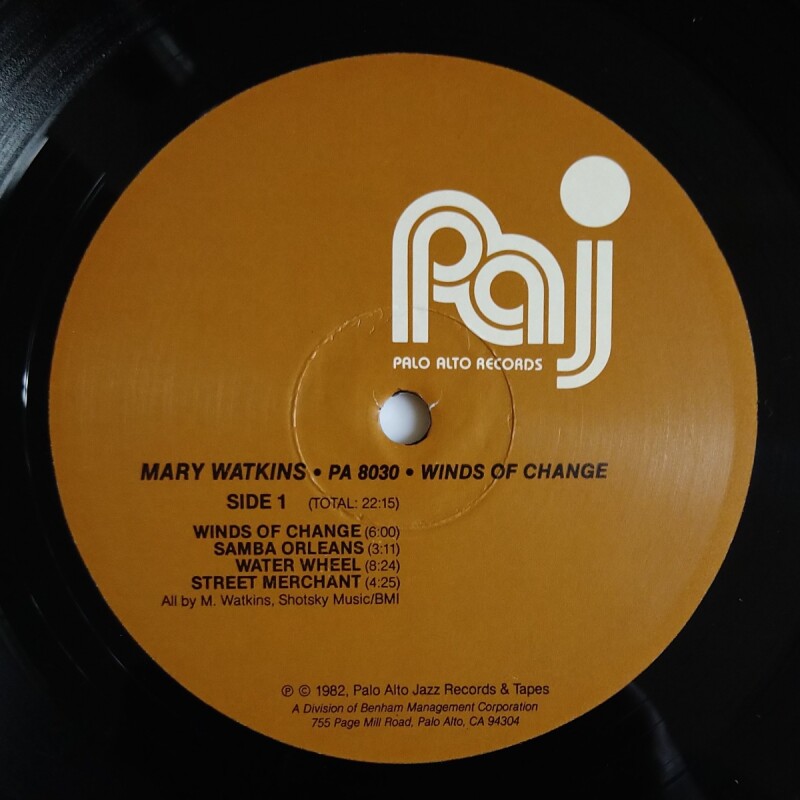 Paj
PALO ALTO RECORDS
MARY WATKINS • PA 8030 • WINDS OF CHANGE
SIDE 1 (TOTAL: 22:15)
WINDS OF CHANGE (6:00)
SAMBA ORLEANS (3:11)
WATER WHEEL (8:24)
STREET MERCHANT (4:25)
All by M. Watkins, Shotsky Music/BMI
℗ © 1982, Palo Alto Jazz Records & Tapes
A Division of Benham Management Corporation
755 Page Mill Road, Palo Alto, CA 94304